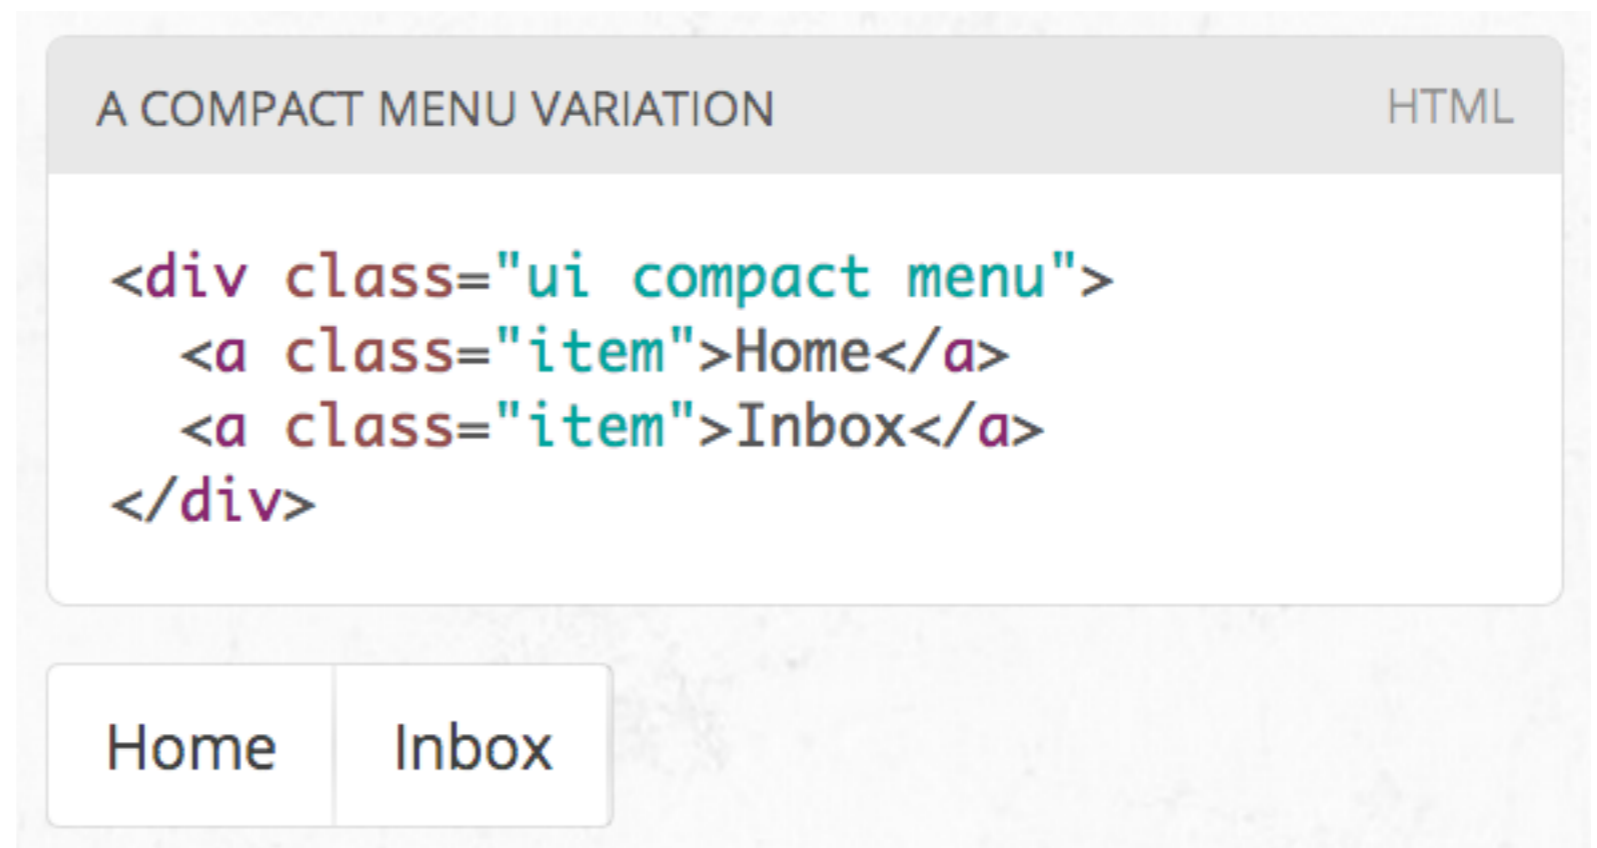 A COMPACT MENU VARIATION HTML
<div class="ui compact menu">
  <a class="item">Home</a>
  <a class="item">Inbox</a>
</div>
Home Inbox